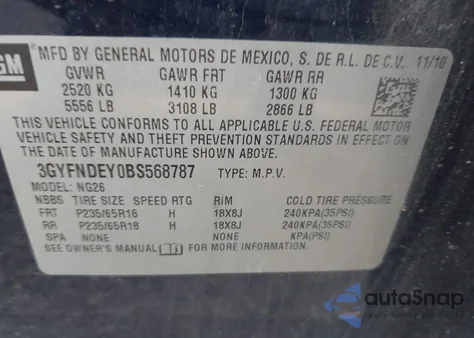 GM
MFD BY GENERAL MOTORS DE MEXICO, S. DE R.L. DE C.V. 11/10
GVWR GAWR FRT GAWR RR
2520 KG 1410 KG 1300 KG
5556 LB 3108 LB 2866 LB
THIS VEHICLE CONFORMS TO ALL APPLICABLE U.S. FEDERAL MOTOR
VEHICLE SAFETY AND THEFT PREVENTION STANDARDS IN EFFECT ON
THE DATE OF MANUFACTURE SHOWN ABOVE.
3GYFNDEY0BS568787 TYPE: M.P.V.
MODEL: NG26
NBBS TIRE SIZE SPEED RTG RIM COLD TIRE PRESSURE
FRT P235/65R18 H 18X8J 240KPA(35PSI)
RR P235/65R18 H 18X8J 240KPA(35PSI)
SPA NONE NONE KPA(PSI)
SEE OWNER'S MANUAL FOR MORE INFORMATION.
autoSnap